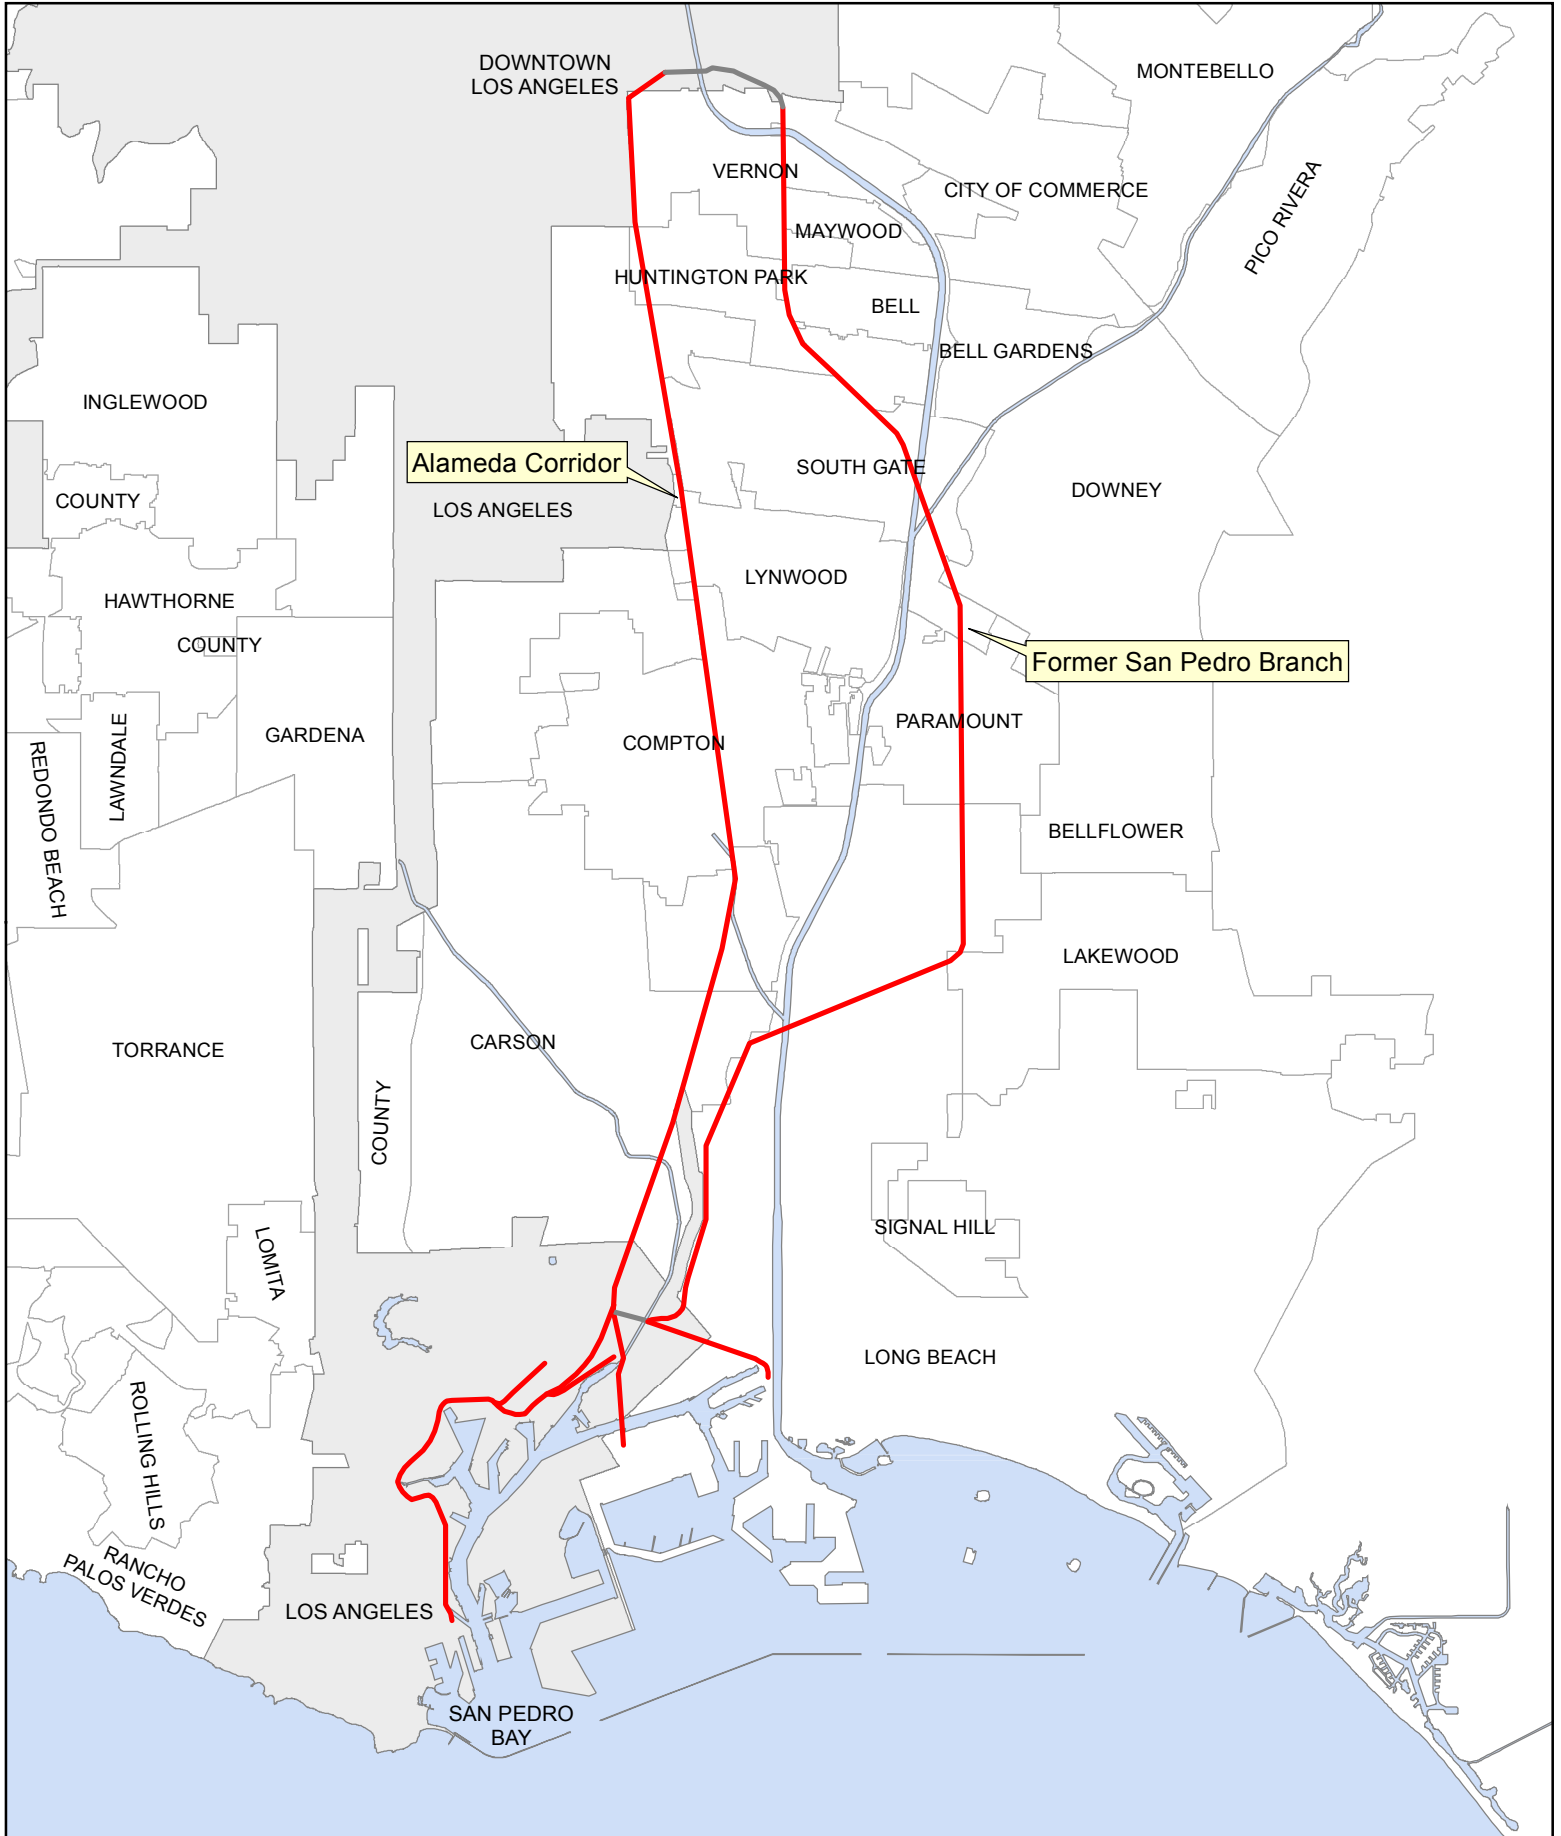 DOWNTOWN
LOS ANGELES
MONTEBELLO
VERNON
CITY OF COMMERCE
PICO RIVERA
MAYWOOD
HUNTINGTON PARK
BELL
BELL GARDENS
INGLEWOOD
Alameda Corridor
SOUTH GATE
DOWNEY
COUNTY
LOS ANGELES
LYNWOOD
HAWTHORNE
COUNTY
Former San Pedro Branch
PARAMOUNT
GARDENA
COMPTON
LAWNDALE
REDONDO BEACH
BELLFLOWER
LAKEWOOD
CARSON
TORRANCE
COUNTY
SIGNAL HILL
LOMITA
LONG BEACH
ROLLING HILLS
RANCHO
PALOS VERDES
LOS ANGELES
SAN PEDRO
BAY